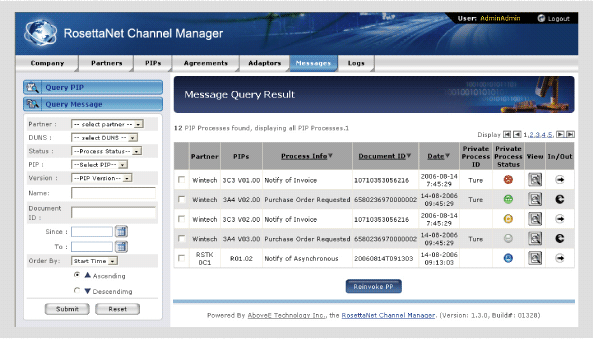 User: AdminAdmin Logout
RosettaNet Channel Manager
Company Partners PIPs Agreements Adaptors Messages Logs
Query PIP
Query Message
Partner : -- select partner --
DUNS : -- select DUNS --
Status : --Process Status--
PIP : --Select PIP--
Version : --PIP Version--
Name:
Document
ID :
Since :
To :
Order By: Start Time
Ascending
Descendimg
Submit Reset
Message Query Result
12 PIP Processes found, displaying all PIP Processes.1
Display 1,2,3,4,5,
Partner PIPs Process Info Document ID Date Private Process ID Private Process Status View In/Out
Wintech 3C3 V01.00 Notify of Invoice 10710353056216 2006-08-14 7:45:29 Ture
Wintech 3A4 V02.00 Purchase Order Requested 6580236970000002 14-08-2006 09:45:29 Ture
Wintech 3C3 V02.00 Notify of Invoice 10710353056216 2006-08-14 7:45:29 Ture
Wintech 3A4 V03.00 Purchase Order Requested 6580236970000002 14-08-2006 09:45:29 Ture
RSTK DC1 R01.02 Notify of Asynchronous 20060814T091303 14-08-2006 09:13:03
Reinvoke PP
Powered By AboveE Technology Inc., the RosettaNet Channel Manager. (Version: 1.3.0, Build#: 01328)